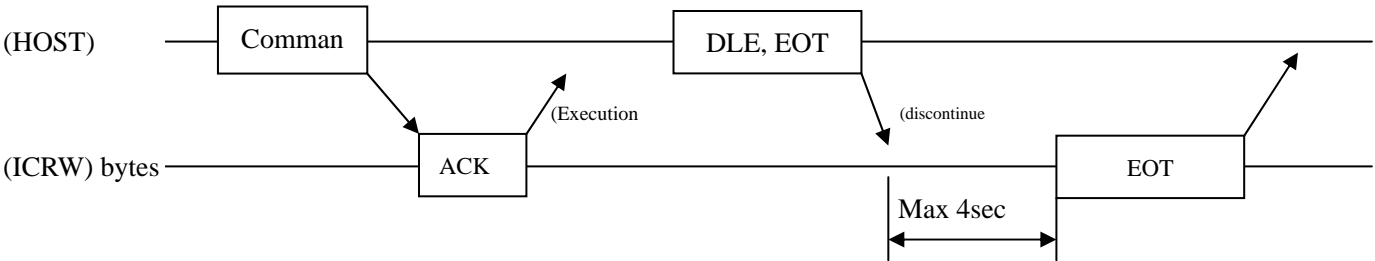 (HOST)
Comman
DLE, EOT
(Execution
(discontinue
(ICRW) bytes
ACK
EOT
Max 4sec